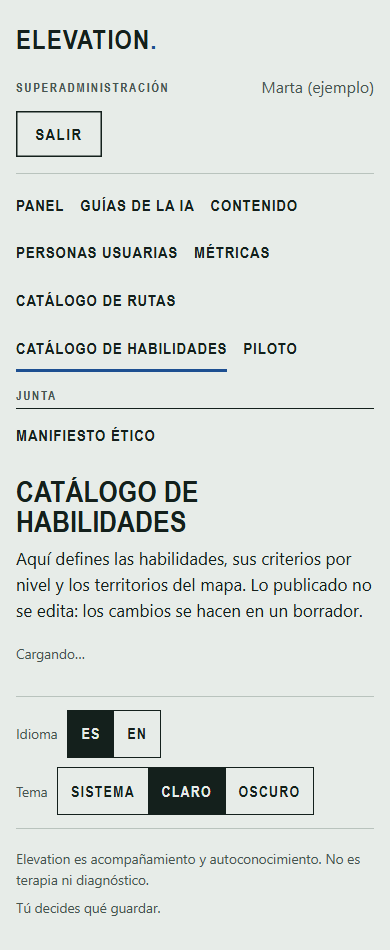 ELEVATION.
SUPERADMINISTRACIÓN Marta (ejemplo)
SALIR
PANEL GUÍAS DE LA IA CONTENIDO
PERSONAS USUARIAS MÉTRICAS
CATÁLOGO DE RUTAS
CATÁLOGO DE HABILIDADES PILOTO
JUNTA
MANIFIESTO ÉTICO
CATÁLOGO DE
HABILIDADES
Aquí defines las habilidades, sus criterios por
nivel y los territorios del mapa. Lo publicado no
se edita: los cambios se hacen en un borrador.
Cargando...
Idioma ES EN
Tema SISTEMA CLARO OSCURO
Elevation es acompañamiento y autoconocimiento. No es
terapia ni diagnóstico.
Tú decides qué guardar.